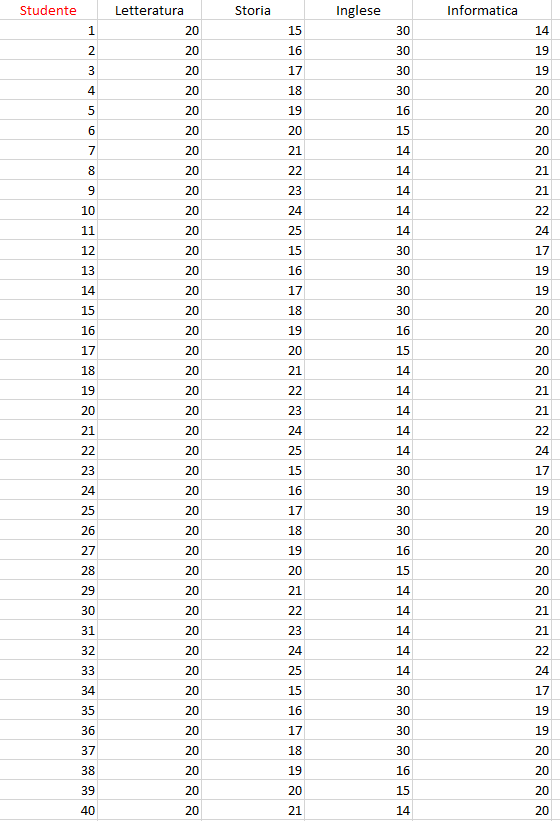 Studente Letteratura Storia Inglese Informatica
1 20 15 30 14
2 20 16 30 19
3 20 17 30 19
4 20 18 30 20
5 20 19 16 20
6 20 20 15 20
7 20 21 14 20
8 20 22 14 21
9 20 23 14 21
10 20 24 14 22
11 20 25 14 24
12 20 15 30 17
13 20 16 30 19
14 20 17 30 19
15 20 18 30 20
16 20 19 16 20
17 20 20 15 20
18 20 21 14 20
19 20 22 14 21
20 20 23 14 21
21 20 24 14 22
22 20 25 14 24
23 20 15 30 17
24 20 16 30 19
25 20 17 30 19
26 20 18 30 20
27 20 19 16 20
28 20 20 15 20
29 20 21 14 20
30 20 22 14 21
31 20 23 14 21
32 20 24 14 22
33 20 25 14 24
34 20 15 30 17
35 20 16 30 19
36 20 17 30 19
37 20 18 30 20
38 20 19 16 20
39 20 20 15 20
40 20 21 14 20